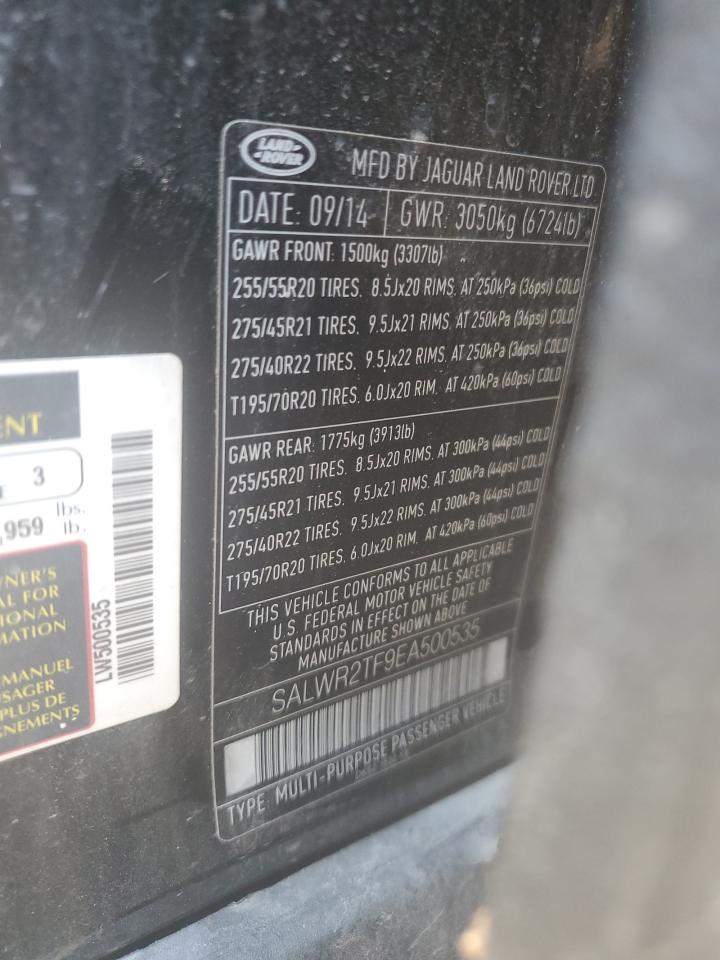 LAND-
-ROVER
MFD BY JAGUAR LAND ROVER LTD
DATE: 09/14 GWR: 3050kg (6724lb)
GAWR FRONT: 1500kg (3307lb)
255/55R20 TIRES. 8.5Jx20 RIMS. AT 250kPa (36psi) COLD
275/45R21 TIRES. 9.5Jx21 RIMS. AT 250kPa (36psi) COLD
275/40R22 TIRES. 9.5Jx22 RIMS. AT 250kPa (36psi) COLD
T195/70R20 TIRES. 6.0Jx20 RIM. AT 420kPa (60psi) COLD
GAWR REAR: 1775kg (3913lb)
255/55R20 TIRES. 8.5Jx20 RIMS. AT 300kPa (44psi) COLD
275/45R21 TIRES. 9.5Jx21 RIMS. AT 300kPa (44psi) COLD
275/40R22 TIRES. 9.5Jx22 RIMS. AT 300kPa (44psi) COLD
T195/70R20 TIRES. 6.0Jx20 RIM. AT 420kPa (60psi) COLD
THIS VEHICLE CONFORMS TO ALL APPLICABLE
U.S. FEDERAL MOTOR VEHICLE SAFETY
STANDARDS IN EFFECT ON THE DATE OF
MANUFACTURE SHOWN ABOVE
SALWR2TF9EA500535
TYPE: MULTI-PURPOSE PASSENGER VEHICLE
ENT
E 3
lbs.
,959 lb.
WNER'S
AL FOR
IONAL
MATION
MANUEL
USAGER
PLUS DE
GNEMENTS
LW500535